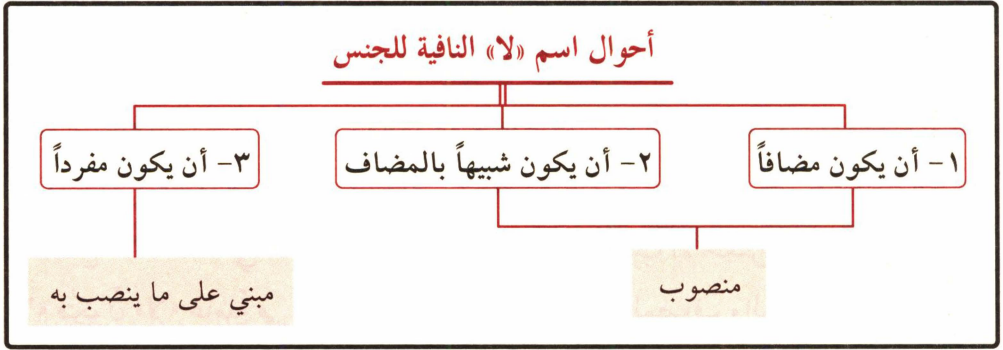 أحوال اسم «لا» النافية للجنس
١- أن يكون مضافاً
٢- أن يكون شبيهاً بالمضاف
٣- أن يكون مفرداً
منصوب
مبني على ما ينصب به